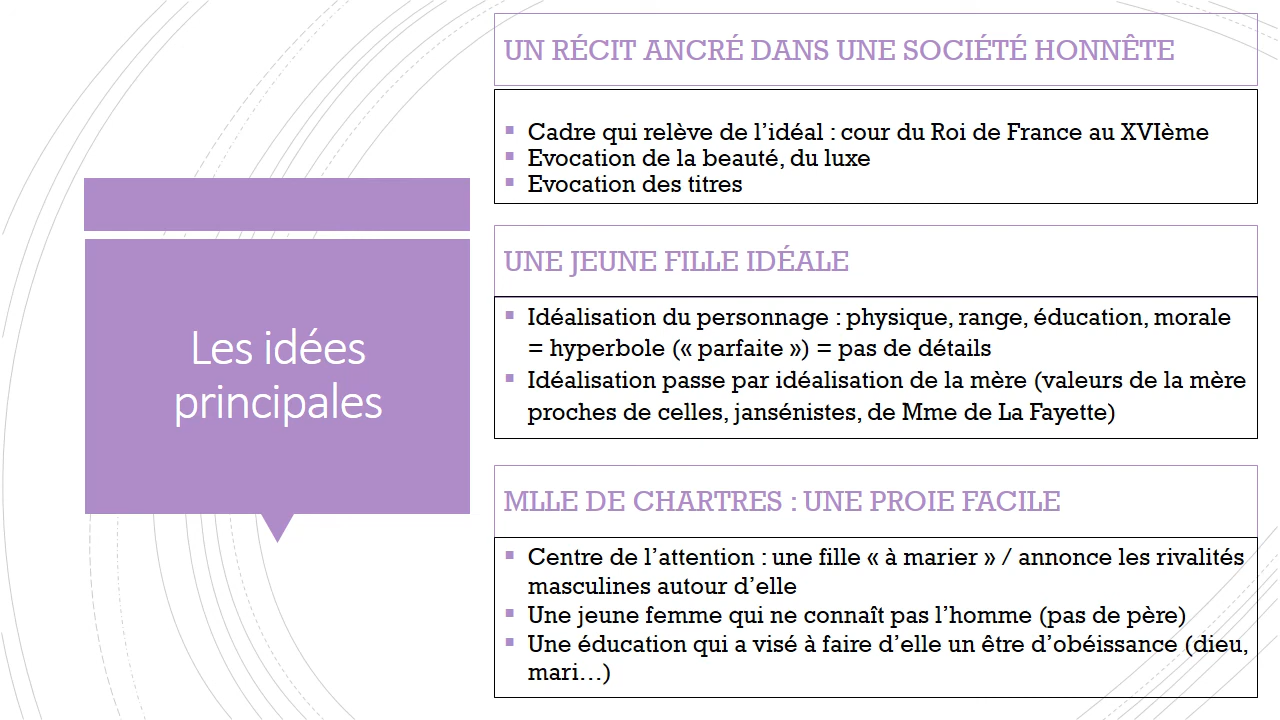 Les idées
principales
UN RÉCIT ANCRÉ DANS UNE SOCIÉTÉ HONNÊTE
▪ Cadre qui relève de l’idéal : cour du Roi de France au XVIème
▪ Evocation de la beauté, du luxe
▪ Evocation des titres
UNE JEUNE FILLE IDÉALE
▪ Idéalisation du personnage : physique, range, éducation, morale
= hyperbole (« parfaite ») = pas de détails
▪ Idéalisation passe par idéalisation de la mère (valeurs de la mère
proches de celles, jansénistes, de Mme de La Fayette)
MLLE DE CHARTRES : UNE PROIE FACILE
▪ Centre de l’attention : une fille « à marier » / annonce les rivalités
masculines autour d’elle
▪ Une jeune femme qui ne connaît pas l’homme (pas de père)
▪ Une éducation qui a visé à faire d’elle un être d’obéissance (dieu,
mari…)